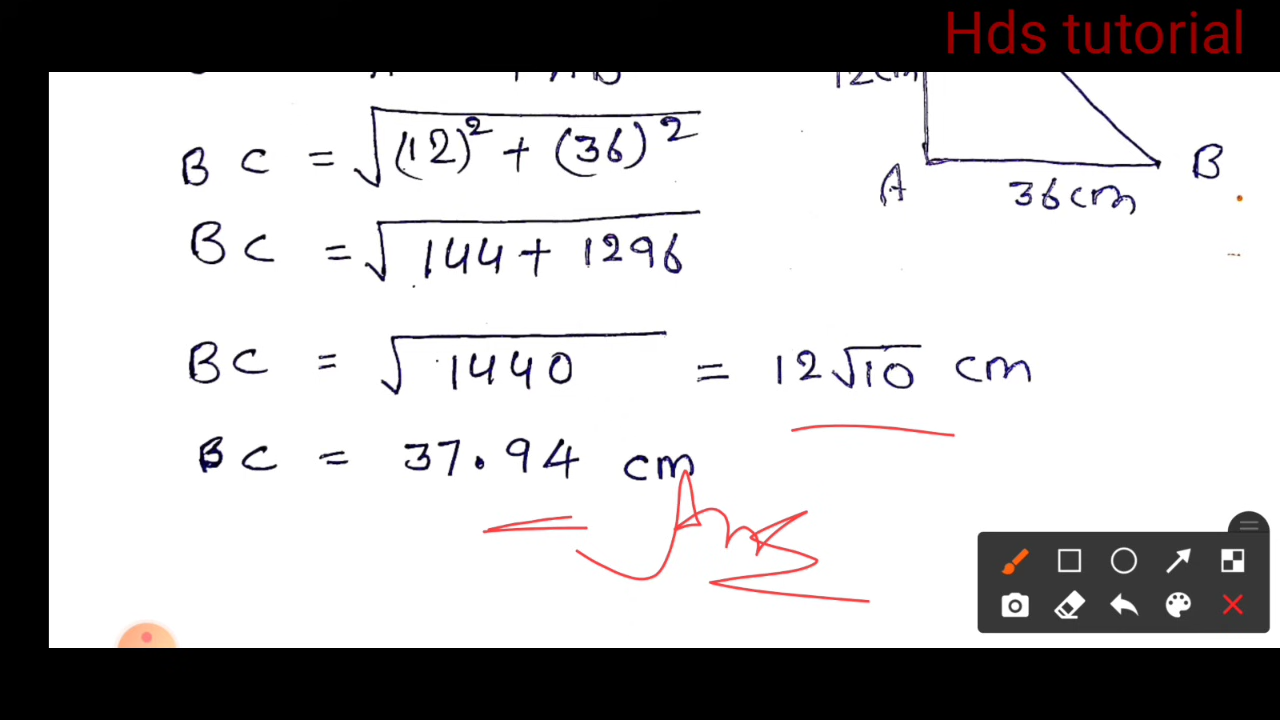 Hds tutorial
12cm
BC = √(12)² + (36)²
A
B
36cm
BC = √144 + 1296
BC = √1440 = 12√10 cm
BC = 37.94 cm
Ans